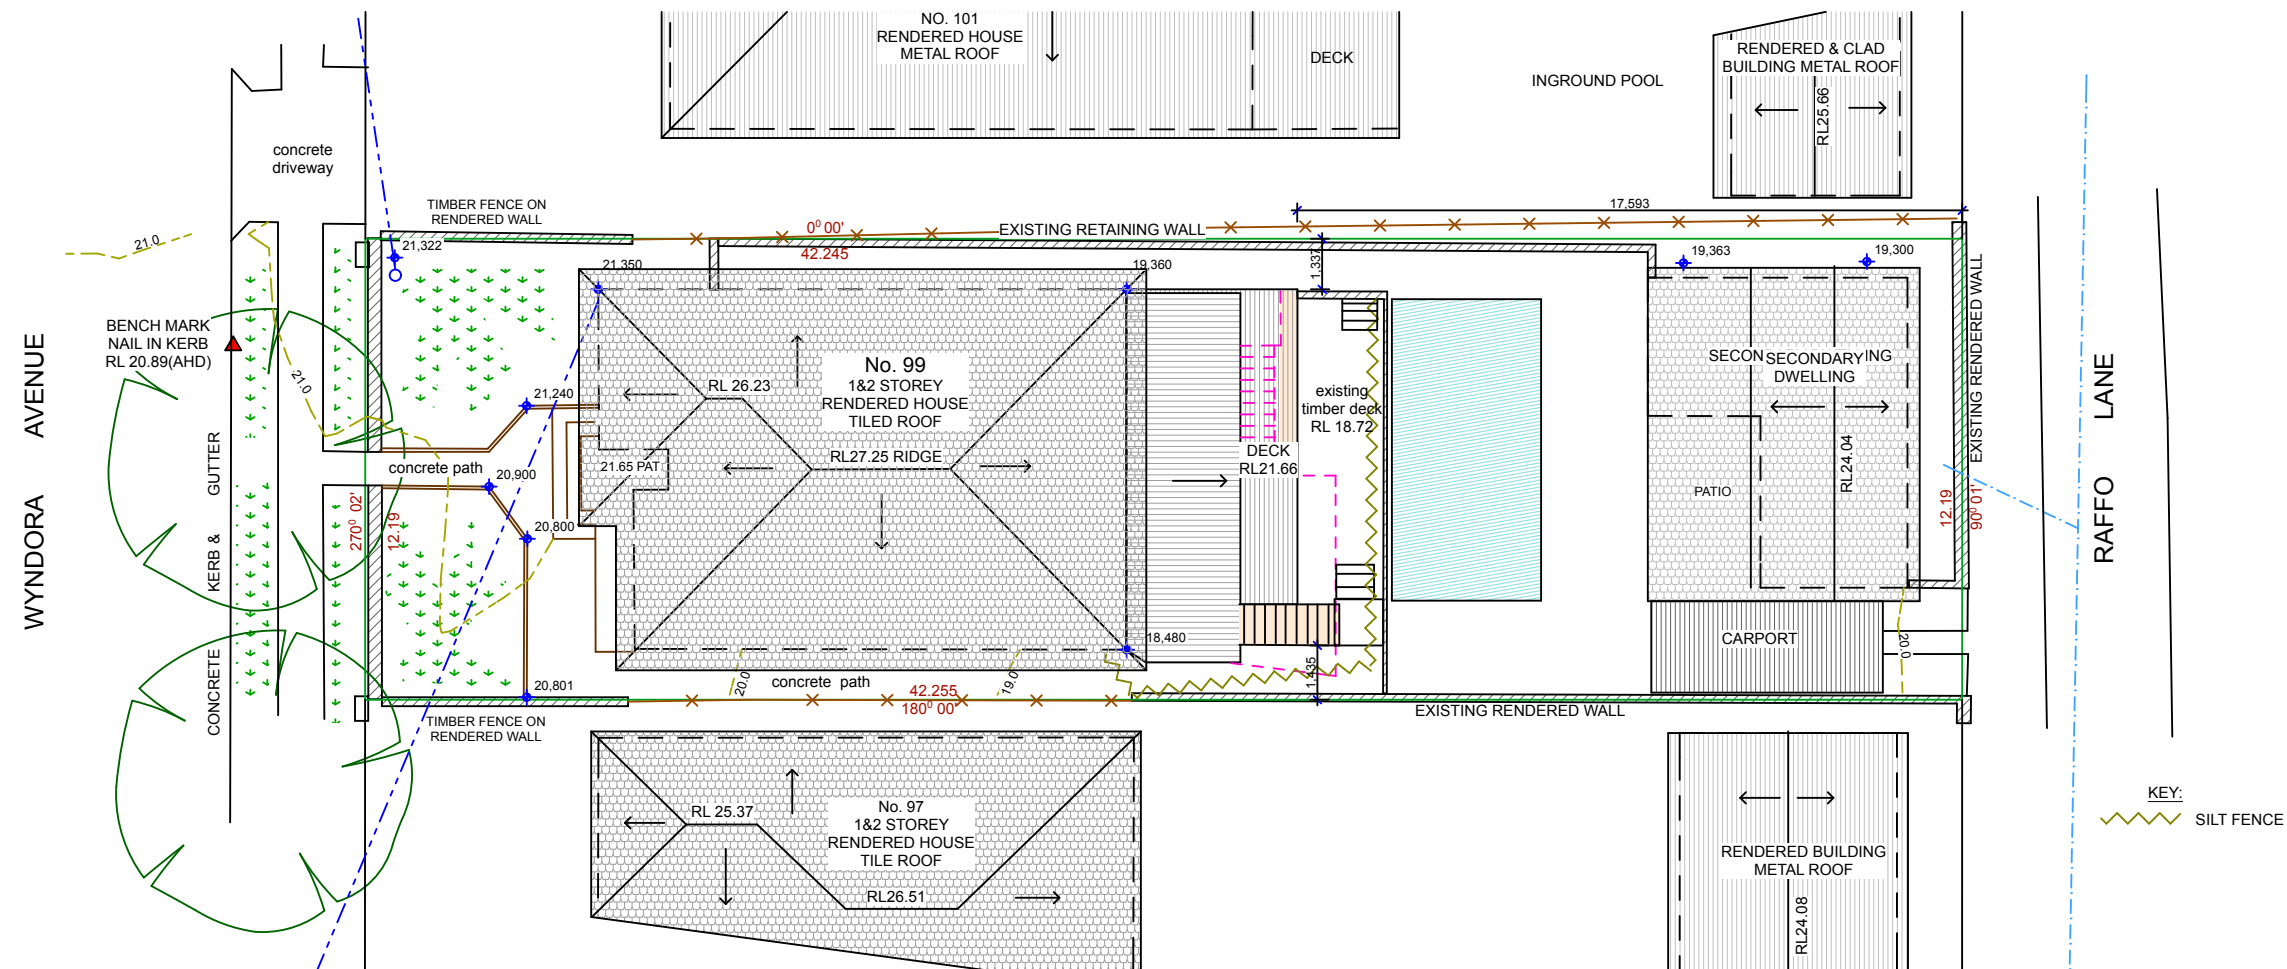 NO. 101
RENDERED HOUSE
METAL ROOF
DECK
INGROUND POOL
RENDERED & CLAD
BUILDING METAL ROOF
RL25.66
concrete
driveway
TIMBER FENCE ON
RENDERED WALL
21.0
21,322
0⁰ 00'
42.245
EXISTING RETAINING WALL
17,593
1,337
19,363
19,300
21,350
19,360
EXISTING RENDERED WALL
WYNDORA AVENUE
BENCH MARK
NAIL IN KERB
RL 20.89(AHD)
21.0
CONCRETE KERB & GUTTER
270⁰ 02'
12.19
concrete path
21,240
20,900
20,800
20,801
21.65 PAT
RL 26.23
No. 99
1&2 STOREY
RENDERED HOUSE
TILED ROOF
RL27.25 RIDGE
existing
timber deck
RL 18.72
DECK
RL21.66
SECON
SECONDARY
ING
DWELLING
RL24.04
PATIO
12.19
90⁰ 01'
RAFFO LANE
18,480
1,435
CARPORT
20.0
20.0
19.0
concrete path
42.255
180⁰ 00'
EXISTING RENDERED WALL
TIMBER FENCE ON
RENDERED WALL
RL 25.37
No. 97
1&2 STOREY
RENDERED HOUSE
TILE ROOF
RL26.51
RENDERED BUILDING
METAL ROOF
RL24.08
KEY:
SILT FENCE